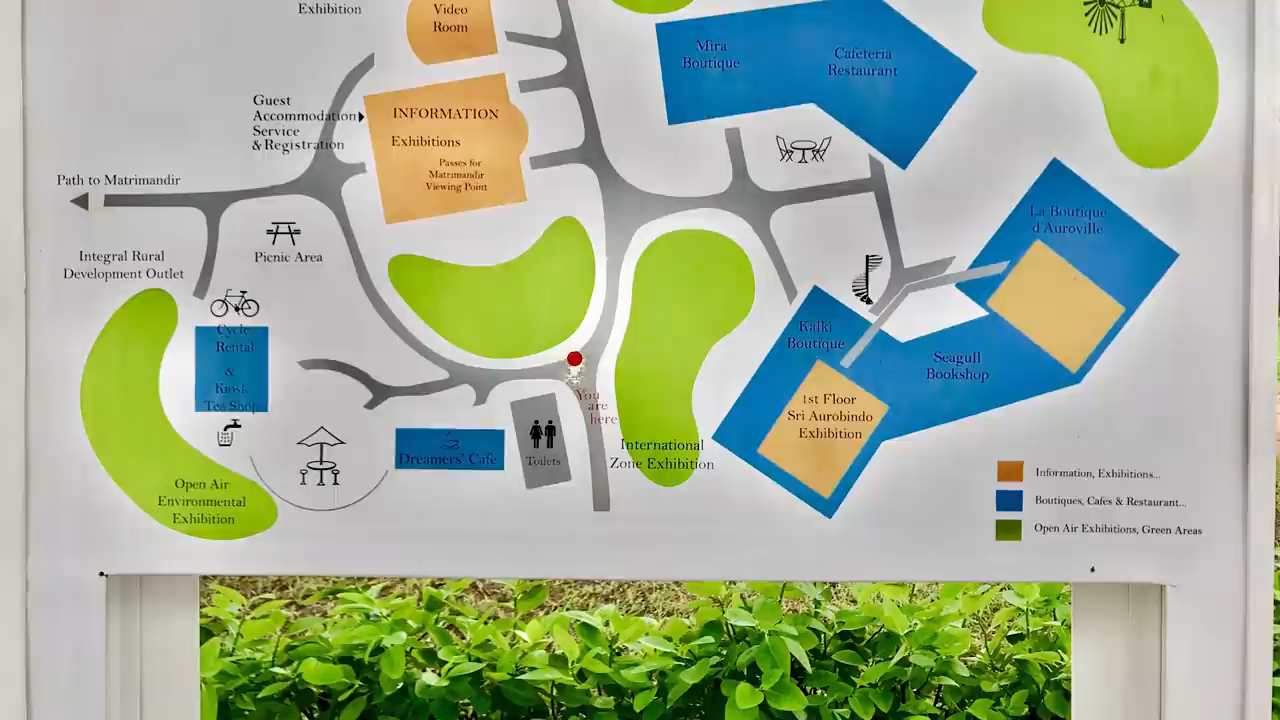 Exhibition
Video
Room
Mira
Boutique
Cafeteria
Restaurant
Guest
Accommodation
Service
& Registration
INFORMATION
Exhibitions
Passes for
Matrimandir
Viewing Point
Path to Matrimandir
Integral Rural
Development Outlet
Picnic Area
La Boutique
d'Auroville
Kalki
Boutique
Seagull
Bookshop
Cycle
Rental
&
Kiosk
Tea Shop
You
are
here
1st Floor
Sri Aurobindo
Exhibition
Dreamers' Cafe
Toilets
International
Zone Exhibition
Open Air
Environmental
Exhibition
Information, Exhibitions...
Boutiques, Cafes & Restaurant...
Open Air Exhibitions, Green Areas